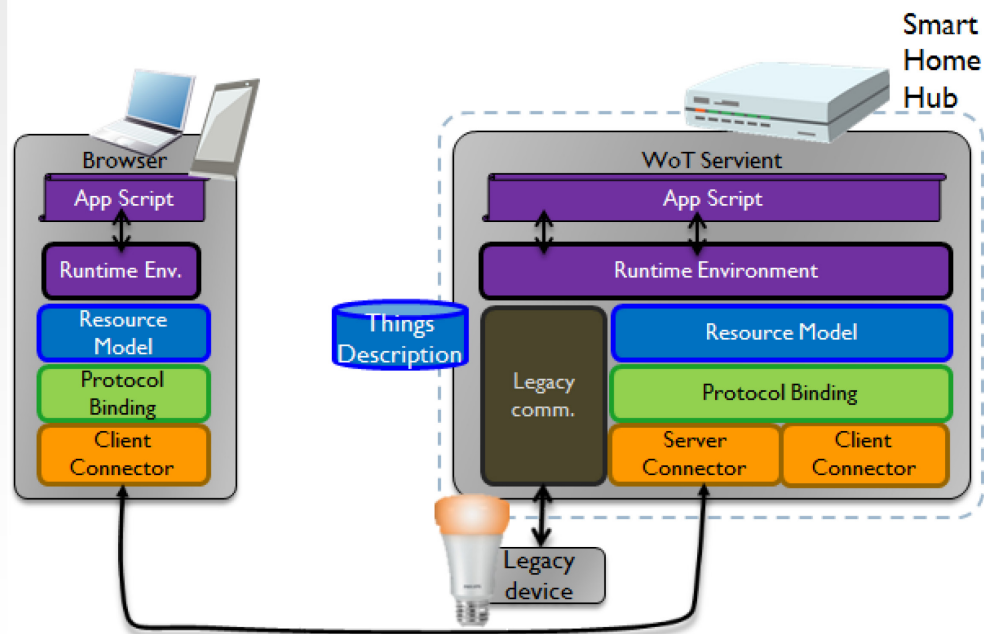 Smart
Home
Hub
Browser
App Script
Runtime Env.
Resource
Model
Protocol
Binding
Client
Connector
Things
Description
WoT Servient
App Script
Runtime Environment
Legacy
comm.
Resource Model
Protocol Binding
Server
Connector
Client
Connector
Legacy
device